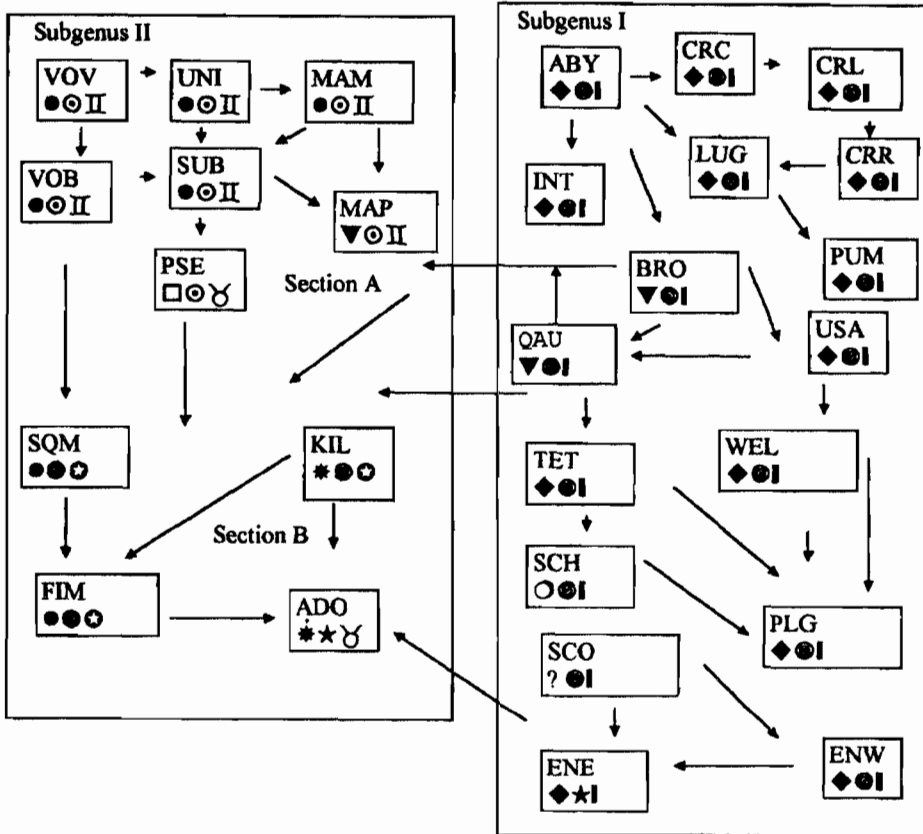 Subgenus II
VOV
UNI
MAM
VOB
SUB
MAP
PSE
Section A
SQM
KIL
Section B
FIM
ADO
Subgenus I
ABY
CRC
CRL
INT
LUG
CRR
BRO
PUM
QAU
USA
TET
WEL
SCH
PLG
SCO
?
ENE
ENW